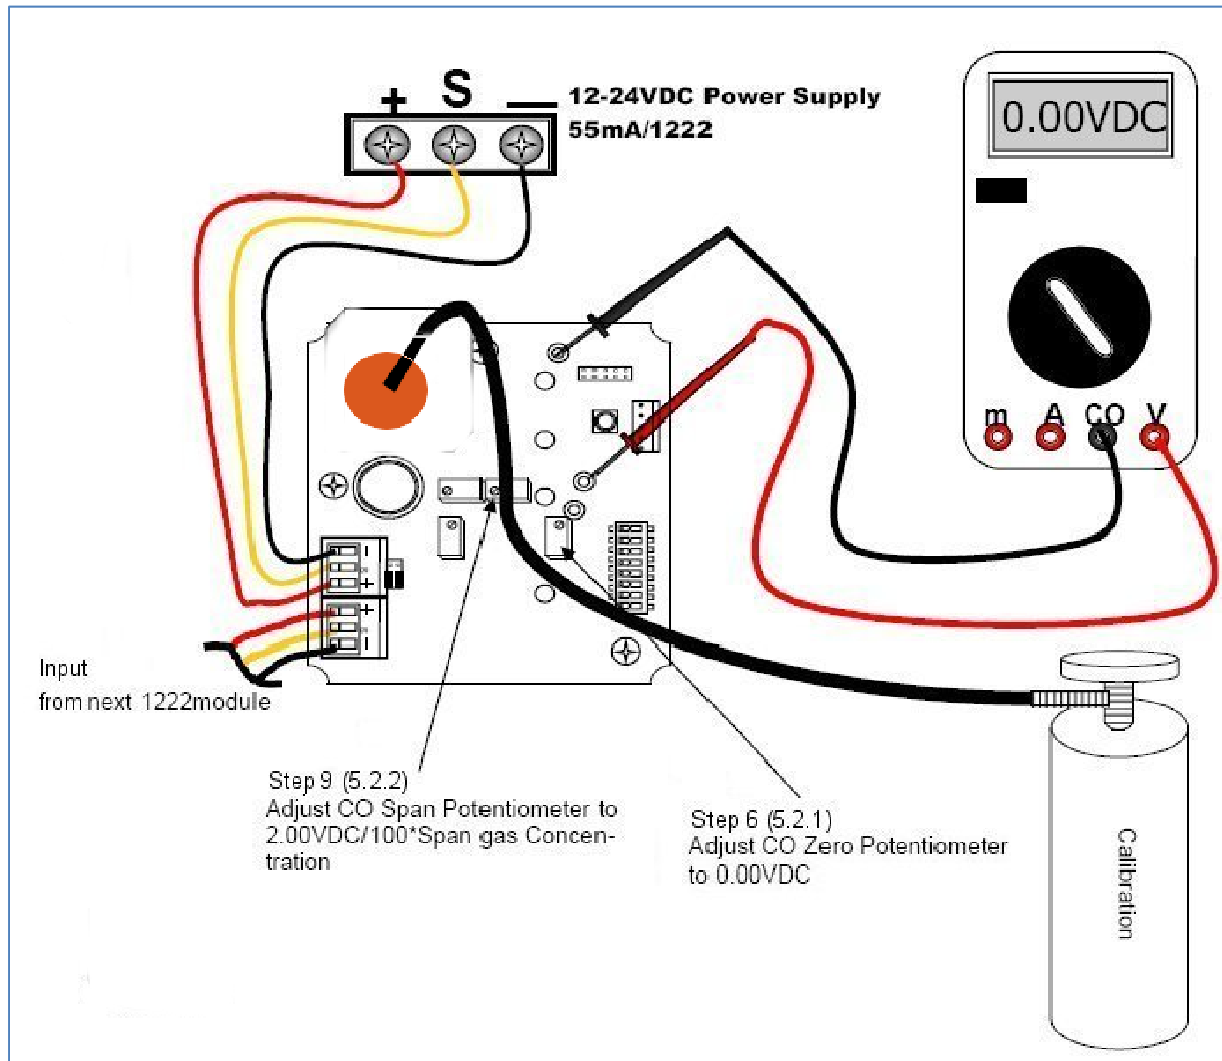 + S —
12-24VDC Power Supply
55mA/1222
0.00VDC
m A CO V
-
+
+
-
Input
from next 1222module
Step 9 (5.2.2)
Adjust CO Span Potentiometer to
2.00VDC/100*Span gas Concen-
tration
Step 6 (5.2.1)
Adjust CO Zero Potentiometer
to 0.00VDC
Calibration